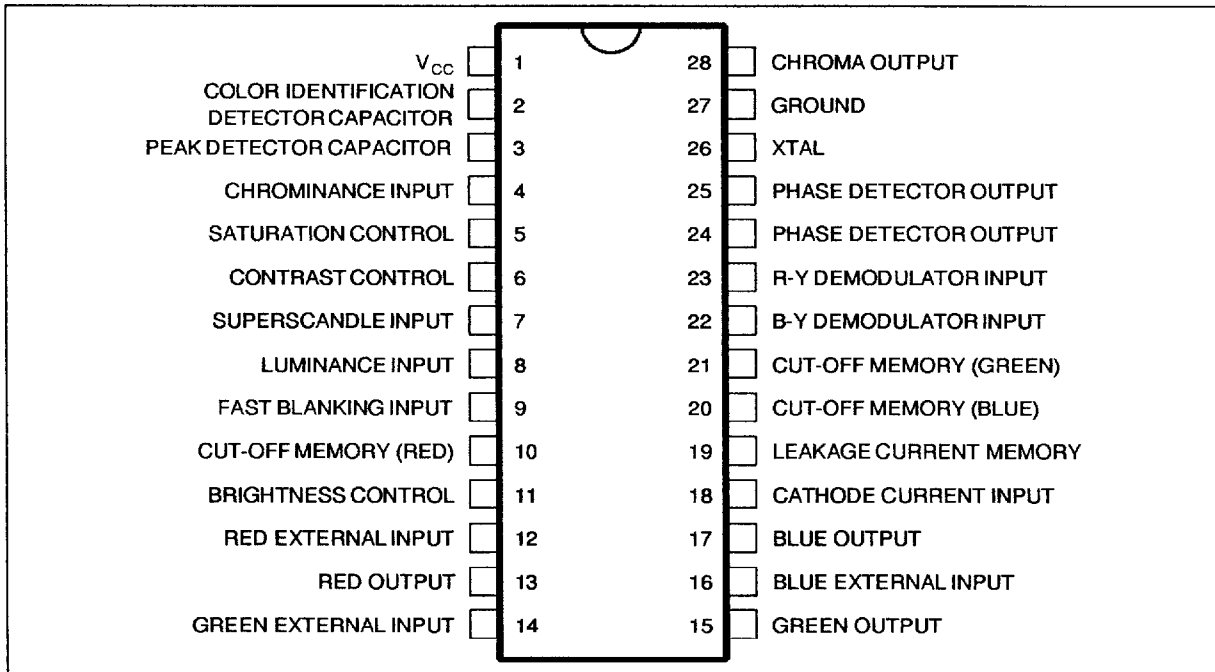 VCC 1 28 CHROMA OUTPUT
COLOR IDENTIFICATION
DETECTOR CAPACITOR 2 27 GROUND
PEAK DETECTOR CAPACITOR 3 26 XTAL
CHROMINANCE INPUT 4 25 PHASE DETECTOR OUTPUT
SATURATION CONTROL 5 24 PHASE DETECTOR OUTPUT
CONTRAST CONTROL 6 23 R-Y DEMODULATOR INPUT
SUPERSCANDLE INPUT 7 22 B-Y DEMODULATOR INPUT
LUMINANCE INPUT 8 21 CUT-OFF MEMORY (GREEN)
FAST BLANKING INPUT 9 20 CUT-OFF MEMORY (BLUE)
CUT-OFF MEMORY (RED) 10 19 LEAKAGE CURRENT MEMORY
BRIGHTNESS CONTROL 11 18 CATHODE CURRENT INPUT
RED EXTERNAL INPUT 12 17 BLUE OUTPUT
RED OUTPUT 13 16 BLUE EXTERNAL INPUT
GREEN EXTERNAL INPUT 14 15 GREEN OUTPUT